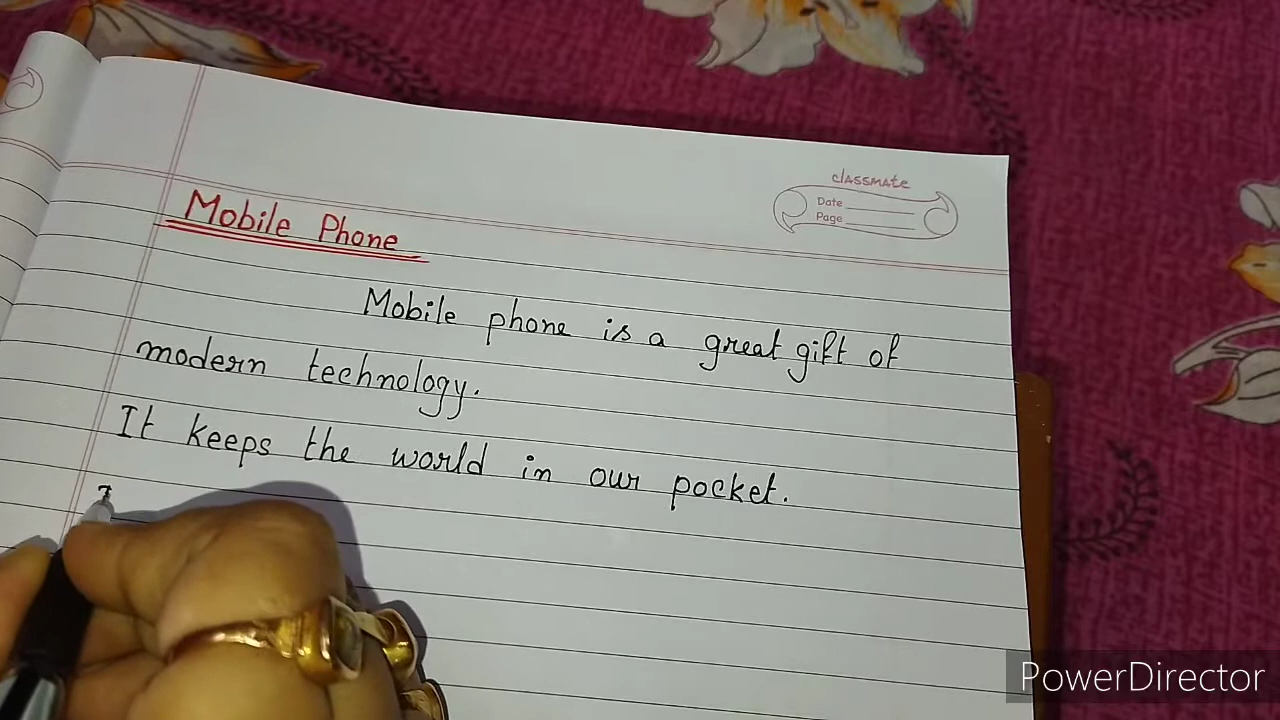 classmate
Date
Page
Mobile Phone
Mobile phone is a great gift of
modern technology.
It keeps the world in our pocket.
PowerDirector